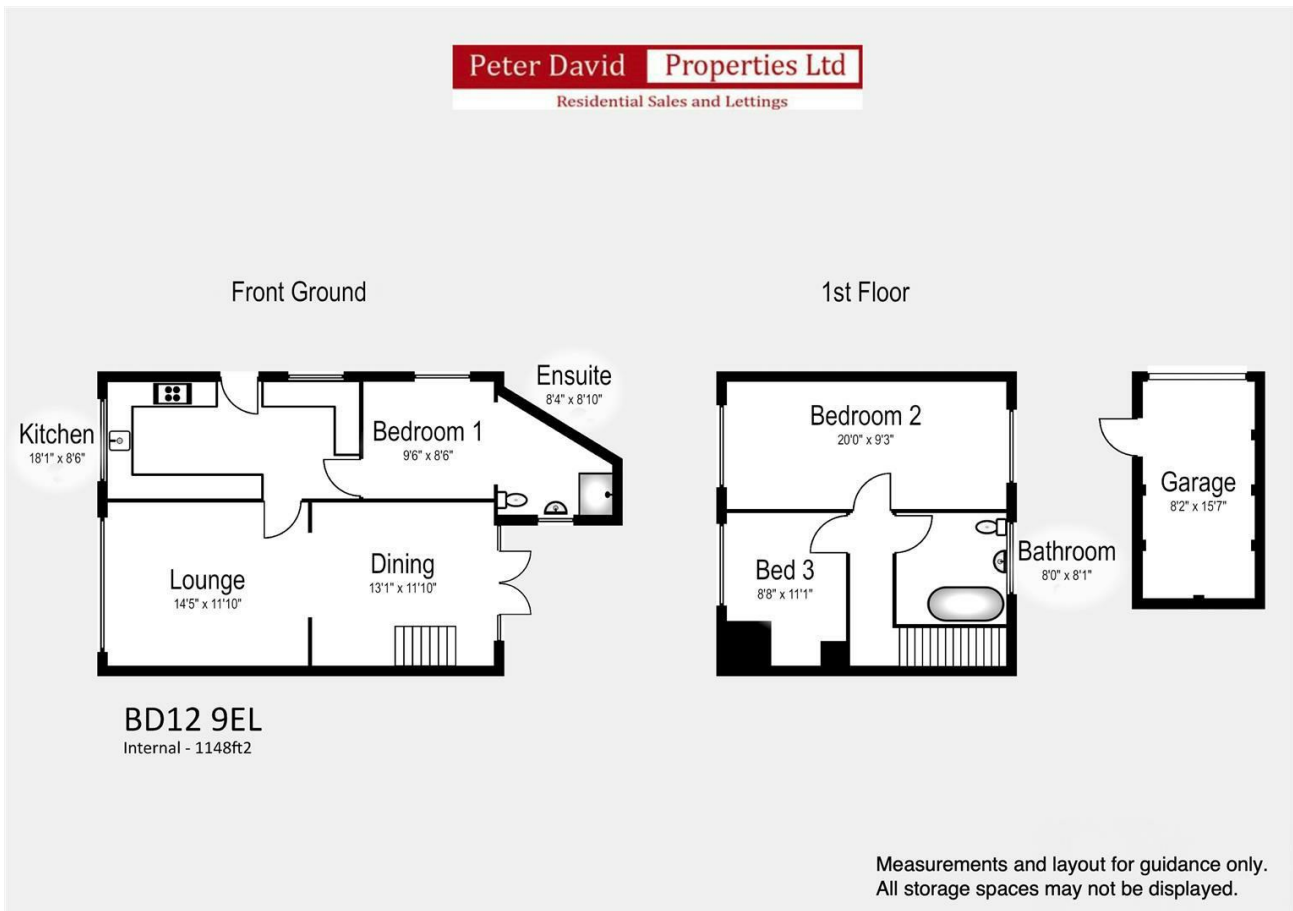 Peter David Properties Ltd
Residential Sales and Lettings
Front Ground
1st Floor
Ensuite
8'4" x 8'10"
Kitchen
18'1" x 8'6"
Bedroom 1
9'6" x 8'6"
Lounge
14'5" x 11'10"
Dining
13'1" x 11'10"
Bedroom 2
20'0" x 9'3"
Bed 3
8'8" x 11'1"
Bathroom
8'0" x 8'1"
Garage
8'2" x 15'7"
BD12 9EL
Internal - 1148ft2
Measurements and layout for guidance only.
All storage spaces may not be displayed.